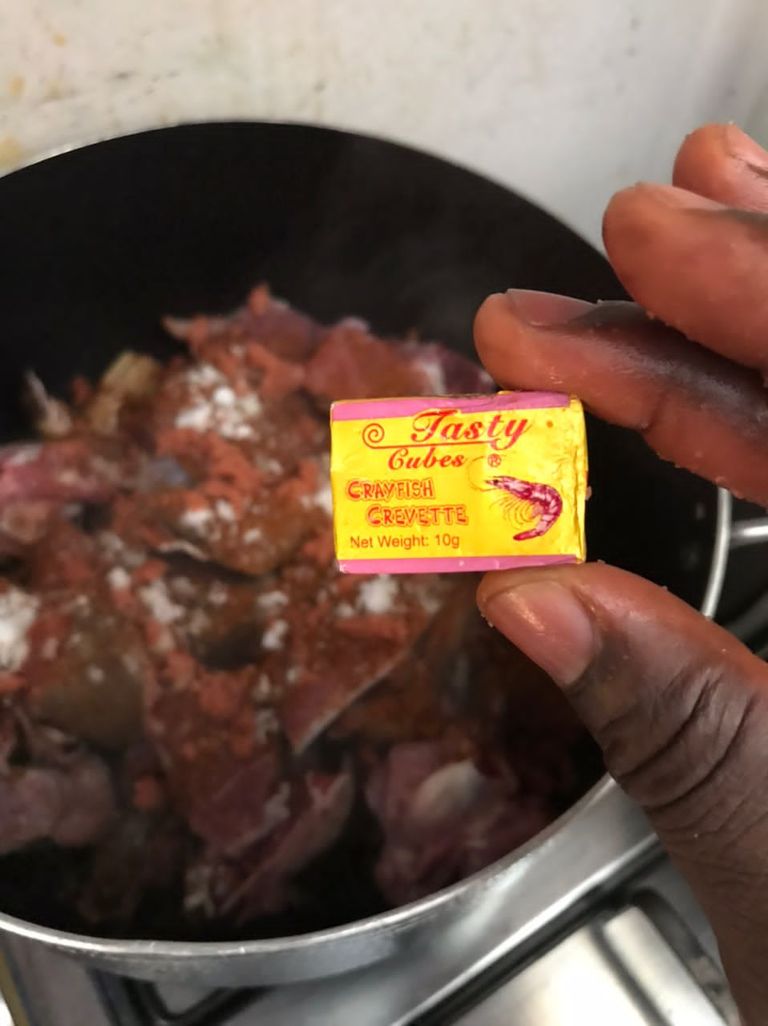 Tasty
Cubes ®
CRAYFISH
CREVETTE
Net Weight: 10g